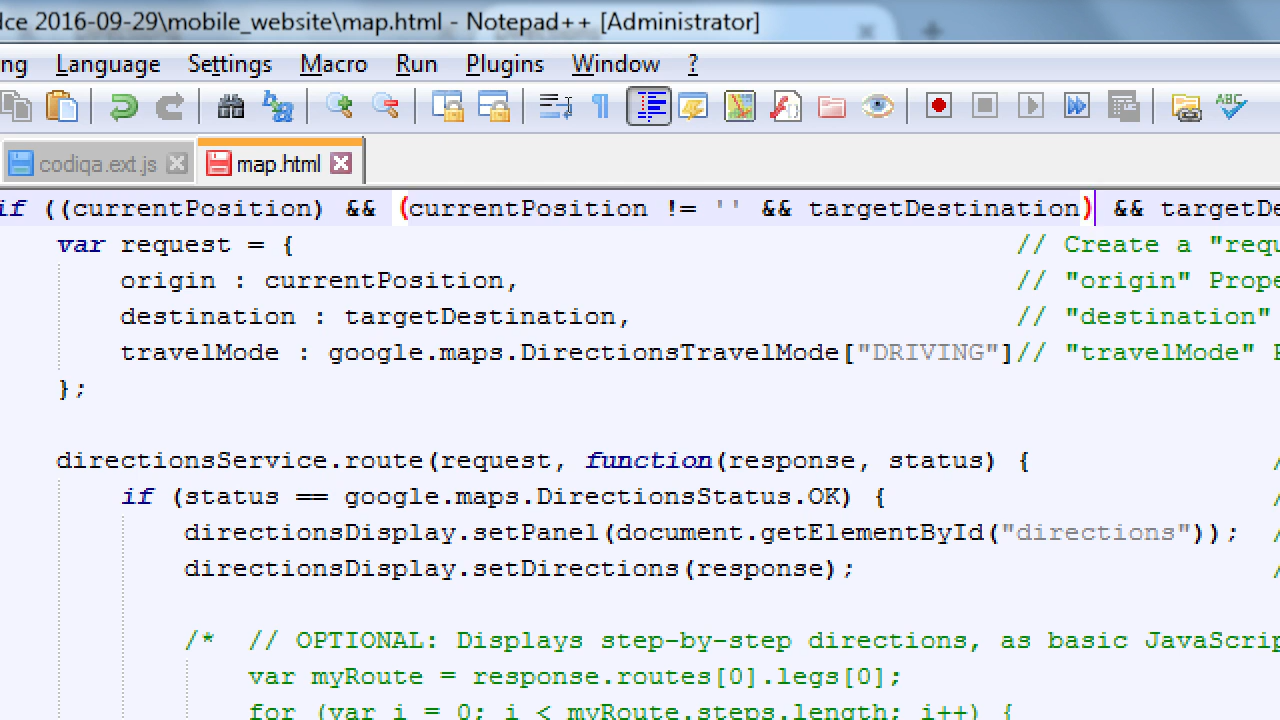 dce 2016-09-29\mobile_website\map.html - Notepad++ [Administrator]
ng Language Settings Macro Run Plugins Window ?
ABC
codiqa.ext.js map.html
if ((currentPosition) && (currentPosition != '' && targetDestination) && targetDe
var request = { // Create a "requ
origin : currentPosition, // "origin" Prope
destination : targetDestination, // "destination"
travelMode : google.maps.DirectionsTravelMode["DRIVING"]// "travelMode" P
};
directionsService.route(request, function(response, status) { /
if (status == google.maps.DirectionsStatus.OK) { /
directionsDisplay.setPanel(document.getElementById("directions")); /
directionsDisplay.setDirections(response); /
/* // OPTIONAL: Displays step-by-step directions, as basic JavaScrip
var myRoute = response.routes[0].legs[0];
for (var i = 0; i < myRoute.steps.length; i++) {